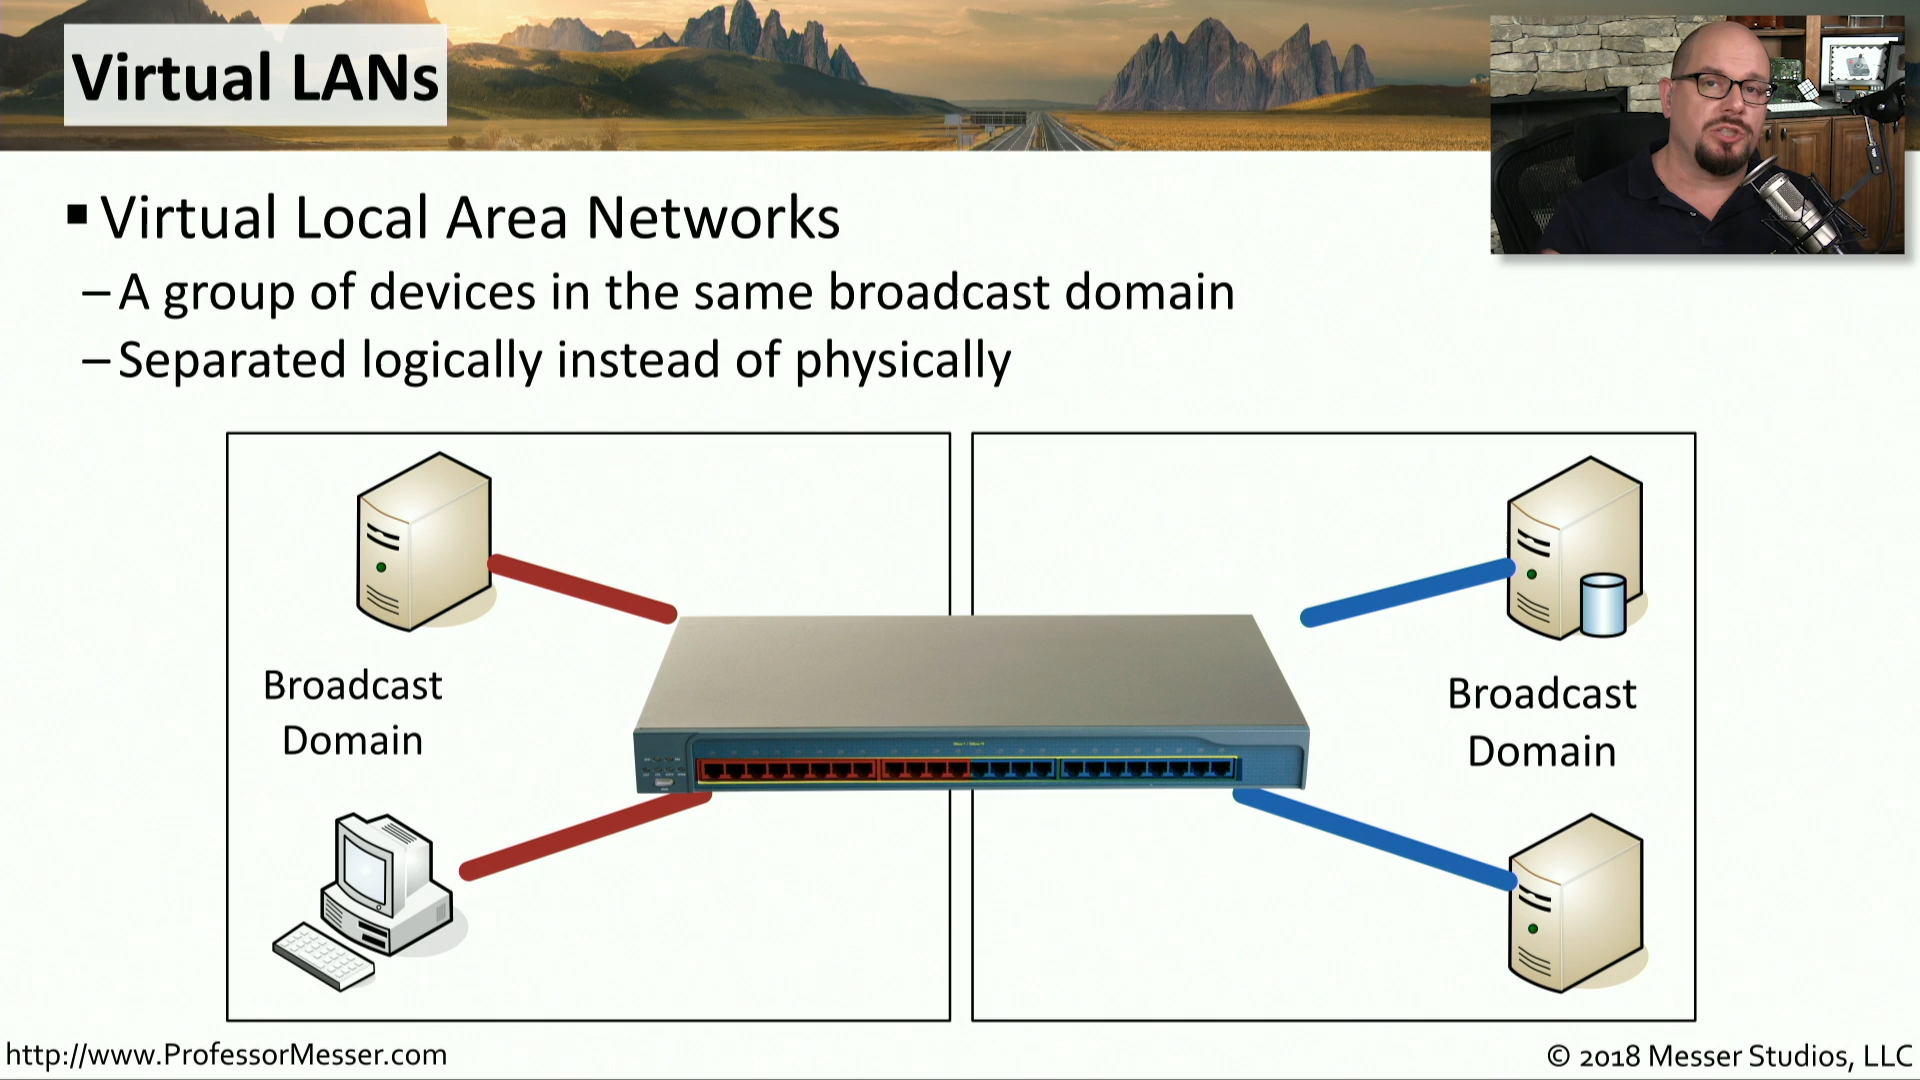 Virtual LANs
▪ Virtual Local Area Networks
– A group of devices in the same broadcast domain
– Separated logically instead of physically
Broadcast
Domain
Broadcast
Domain
http://www.ProfessorMesser.com
© 2018 Messer Studios, LLC